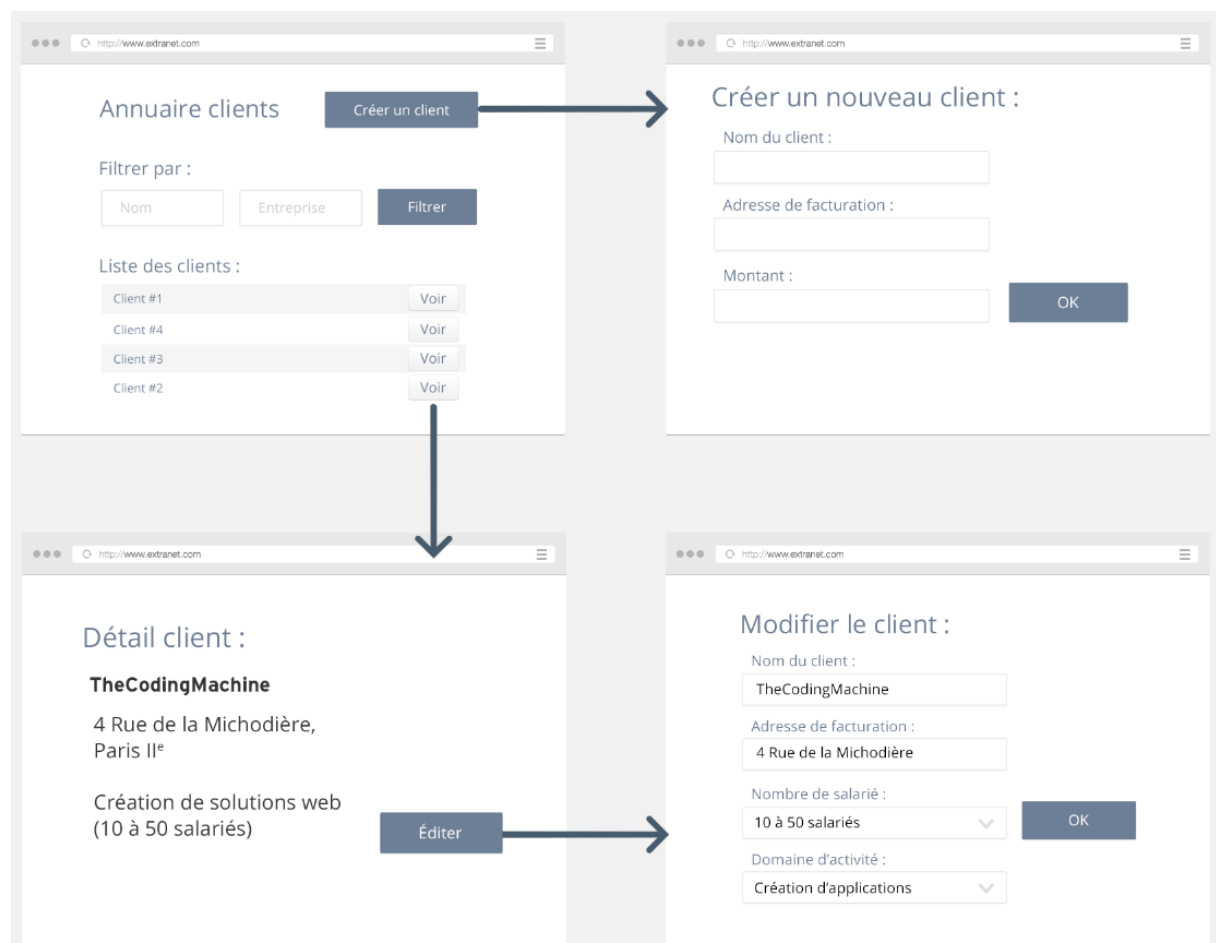 http://www.extranet.com
Annuaire clients
Créer un client
Filtrer par :
Nom
Entreprise
Filtrer
Liste des clients :
Client #1
Voir
Client #4
Voir
Client #3
Voir
Client #2
Voir
http://www.extranet.com
Créer un nouveau client :
Nom du client :
Adresse de facturation :
Montant :
OK
http://www.extranet.com
Détail client :
TheCodingMachine
4 Rue de la Michodière,
Paris IIᵉ
Création de solutions web
(10 à 50 salariés)
Éditer
http://www.extranet.com
Modifier le client :
Nom du client :
TheCodingMachine
Adresse de facturation :
4 Rue de la Michodière
Nombre de salarié :
10 à 50 salariés
OK
Domaine d’activité :
Création d’applications